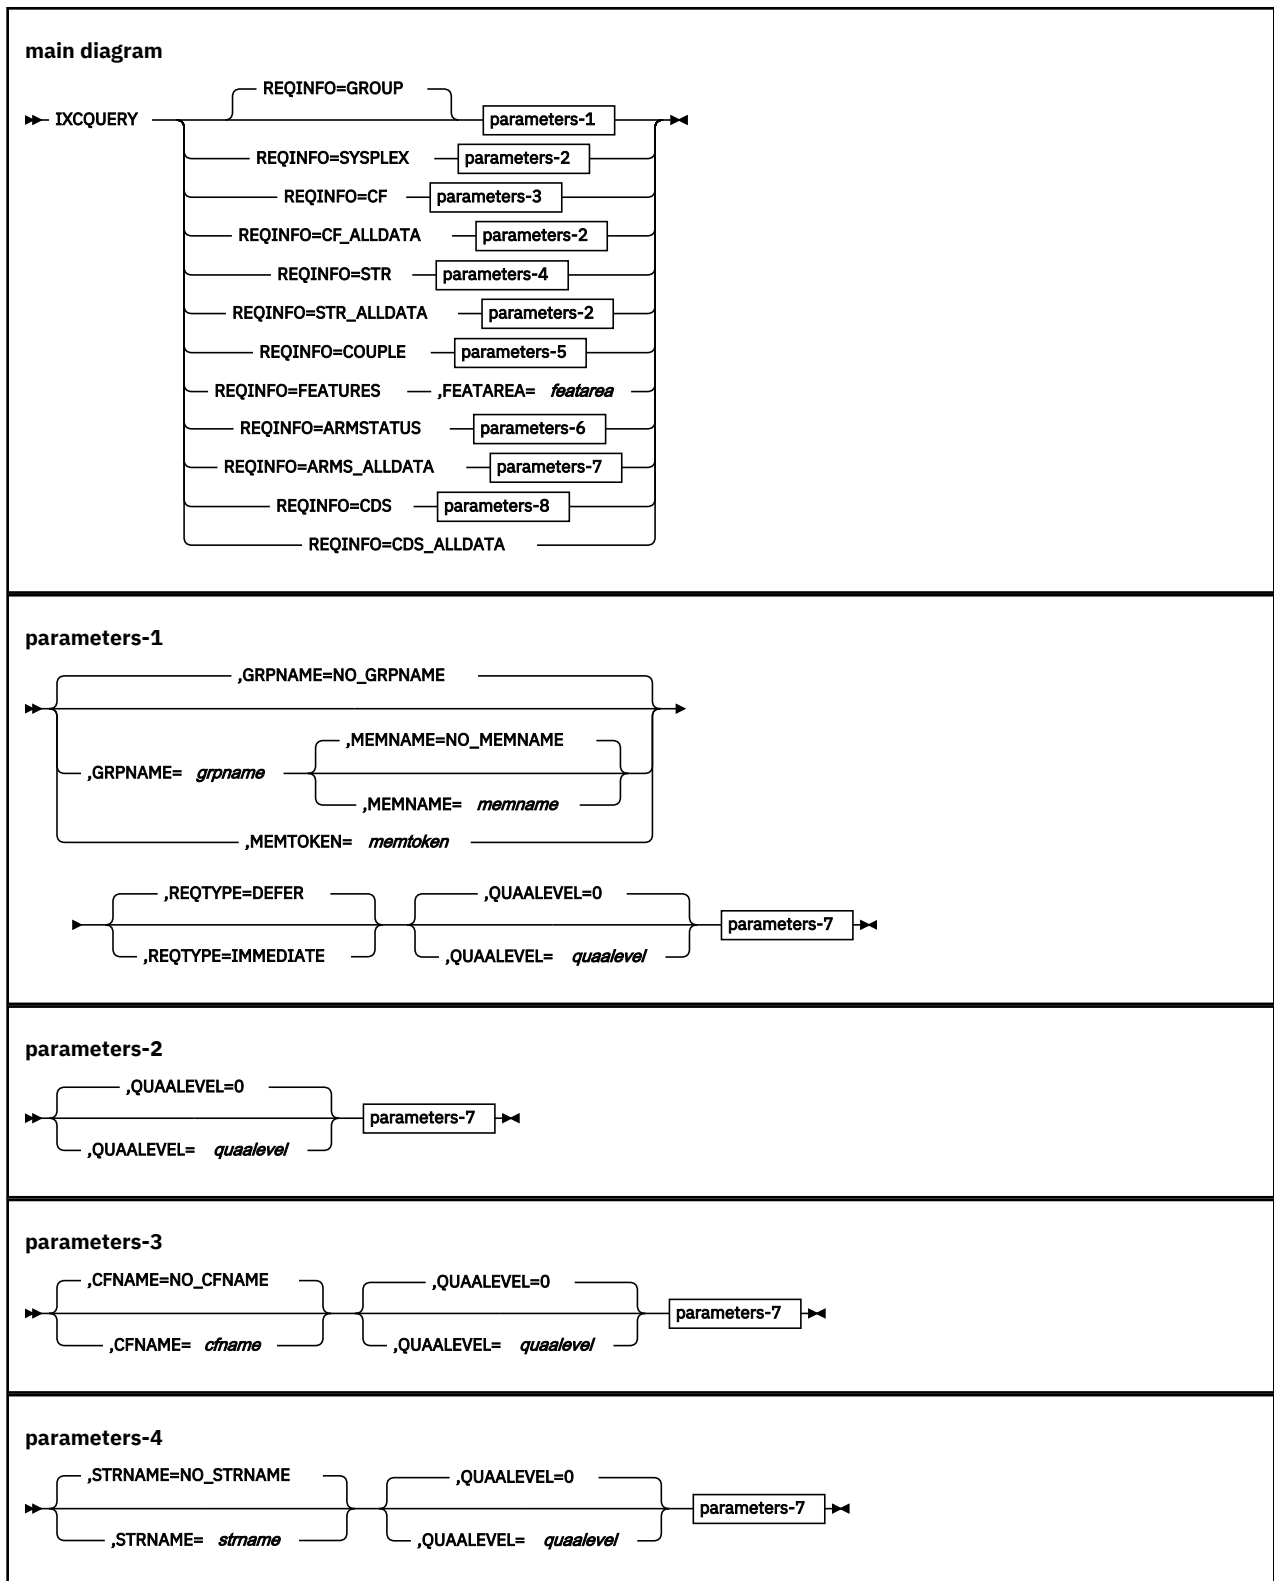 main diagram
REQINFO=GROUP
IXCQUERY parameters-1
REQINFO=SYSPLEX parameters-2
REQINFO=CF parameters-3
REQINFO=CF_ALLDATA parameters-2
REQINFO=STR parameters-4
REQINFO=STR_ALLDATA parameters-2
REQINFO=COUPLE parameters-5
REQINFO=FEATURES ,FEATAREA= featarea
REQINFO=ARMSTATUS parameters-6
REQINFO=ARMS_ALLDATA parameters-7
REQINFO=CDS parameters-8
REQINFO=CDS_ALLDATA
parameters-1
,GRPNAME=NO_GRPNAME
,MEMNAME=NO_MEMNAME
,GRPNAME= grpname
,MEMNAME= memname
,MEMTOKEN= memtoken
,REQTYPE=DEFER ,QUAALEVEL=0
parameters-7
,REQTYPE=IMMEDIATE ,QUAALEVEL= quaalevel
parameters-2
,QUAALEVEL=0
parameters-7
,QUAALEVEL= quaalevel
parameters-3
,CFNAME=NO_CFNAME ,QUAALEVEL=0
parameters-7
,CFNAME= cfname ,QUAALEVEL= quaalevel
parameters-4
,STRNAME=NO_STRNAME ,QUAALEVEL=0
parameters-7
,STRNAME= strname ,QUAALEVEL= quaalevel